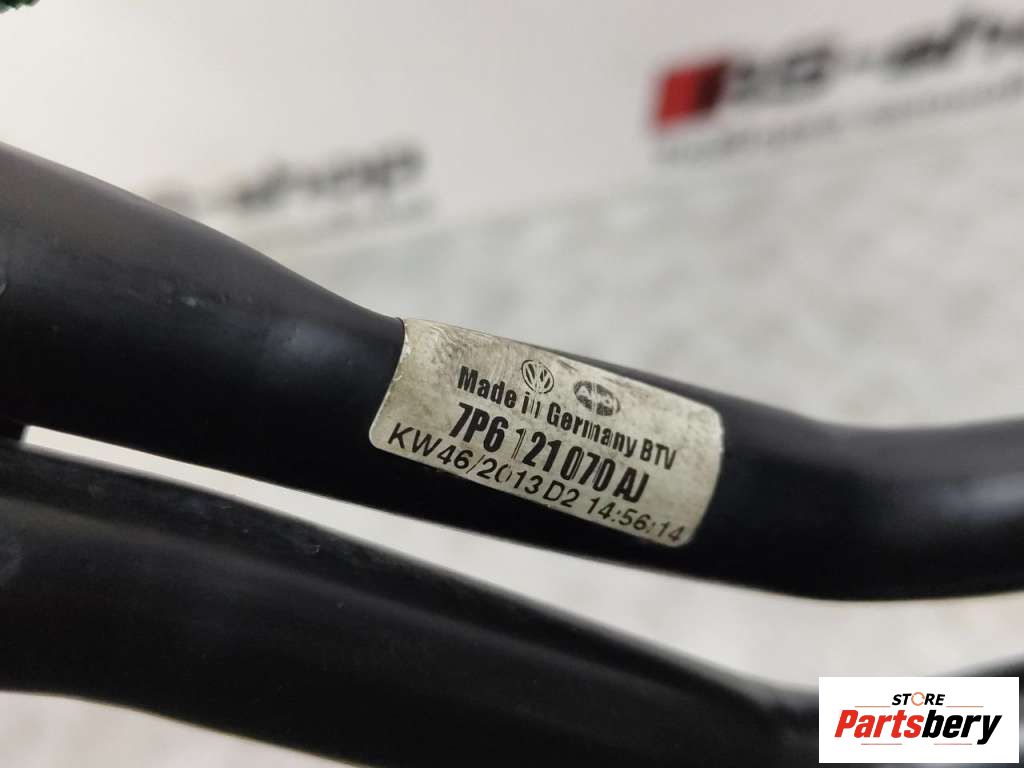 Made in Germany BTV
7P6 121 070 AJ
KW46/2013 D2 14:56:14
STORE
Partsbery